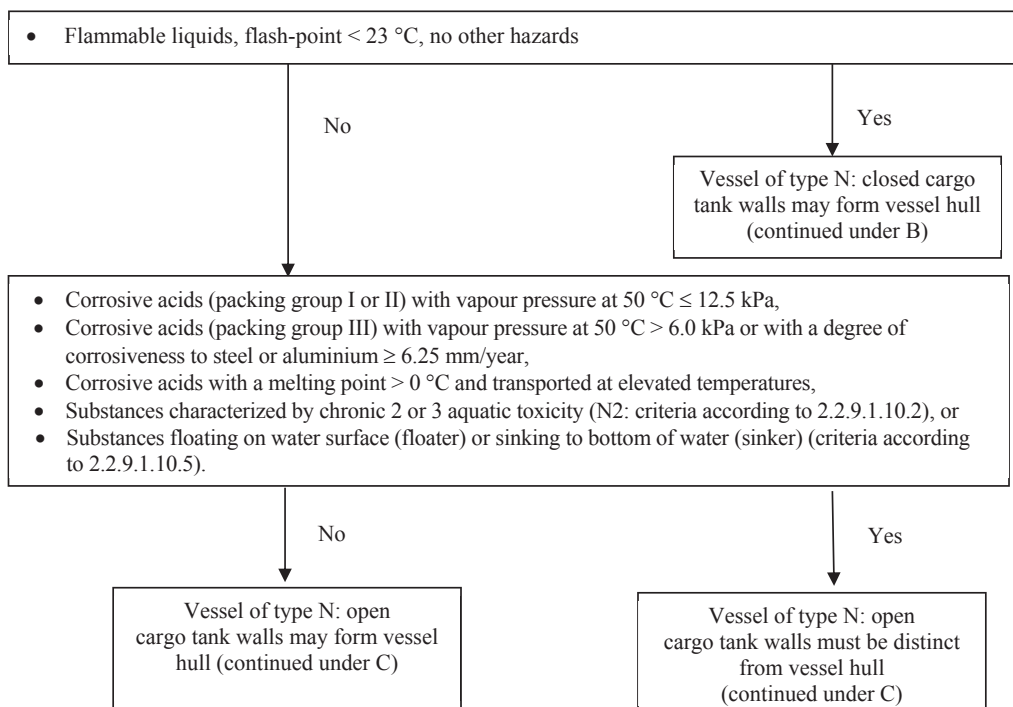 • Flammable liquids, flash-point < 23 °C, no other hazards
No
Yes
Vessel of type N: closed cargo
tank walls may form vessel hull
(continued under B)
• Corrosive acids (packing group I or II) with vapour pressure at 50 °C ≤ 12.5 kPa,
• Corrosive acids (packing group III) with vapour pressure at 50 °C > 6.0 kPa or with a degree of
corrosiveness to steel or aluminium ≥ 6.25 mm/year,
• Corrosive acids with a melting point > 0 °C and transported at elevated temperatures,
• Substances characterized by chronic 2 or 3 aquatic toxicity (N2: criteria according to 2.2.9.1.10.2), or
• Substances floating on water surface (floater) or sinking to bottom of water (sinker) (criteria according
to 2.2.9.1.10.5).
No
Yes
Vessel of type N: open
cargo tank walls may form vessel
hull (continued under C)
Vessel of type N: open
cargo tank walls must be distinct
from vessel hull
(continued under C)